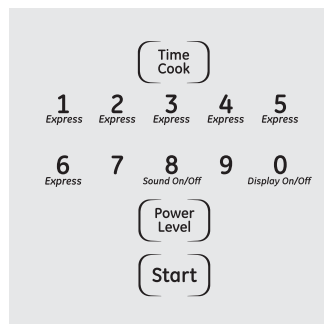 Time
Cook
1 2 3 4 5
Express Express Express Express Express
6 7 8 9 0
Express Sound On/Off Display On/Off
Power
Level
Start